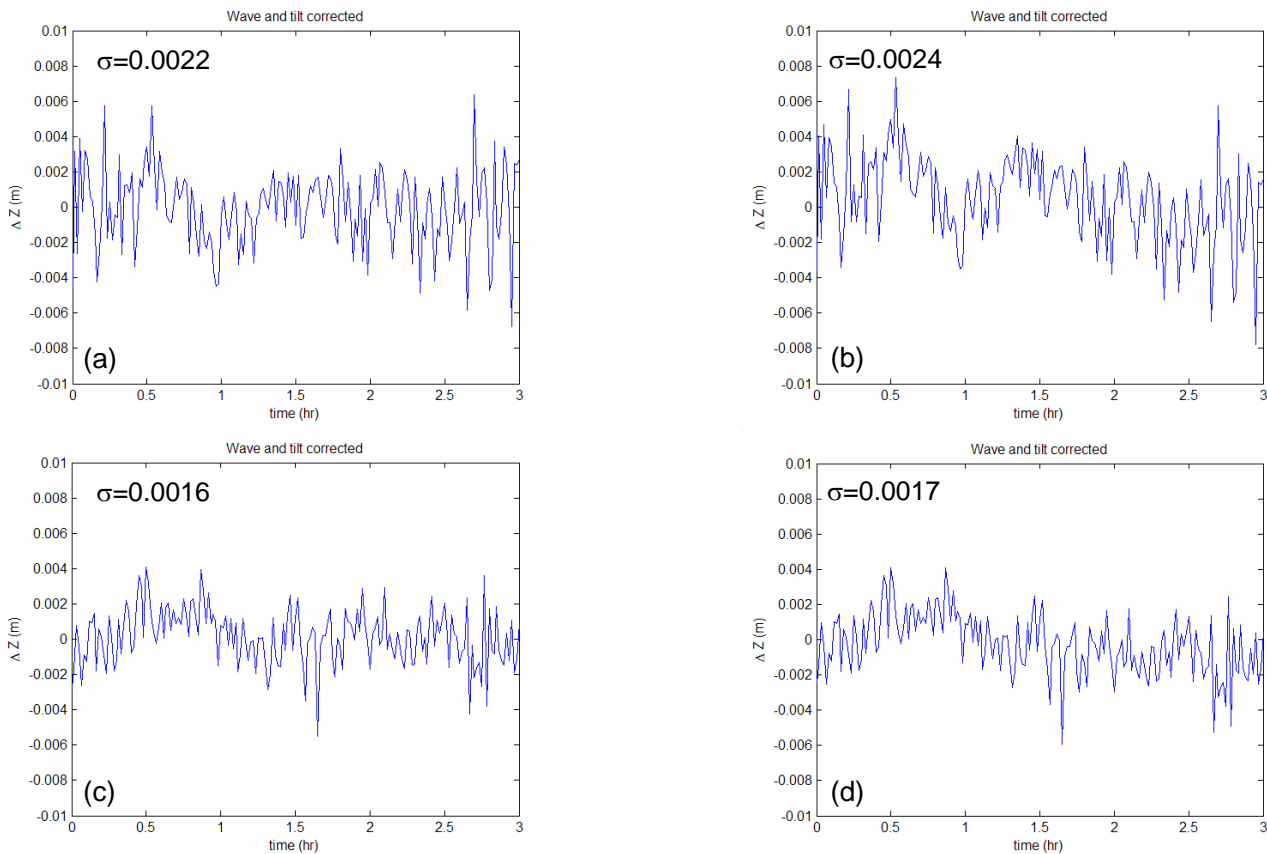 Wave and tilt corrected
0.01
0.008
0.006
0.004
0.002
0
-0.002
-0.004
-0.006
-0.008
-0.01
Δ Z (m)
σ=0.0022
(a)
0 0.5 1 1.5 2 2.5 3
time (hr)
Wave and tilt corrected
0.01
0.008
0.006
0.004
0.002
0
-0.002
-0.004
-0.006
-0.008
-0.01
Δ Z (m)
σ=0.0024
(b)
0 0.5 1 1.5 2 2.5 3
time (hr)
Wave and tilt corrected
0.01
0.008
0.006
0.004
0.002
0
-0.002
-0.004
-0.006
-0.008
-0.01
Δ Z (m)
σ=0.0016
(c)
0 0.5 1 1.5 2 2.5 3
time (hr)
Wave and tilt corrected
0.01
0.008
0.006
0.004
0.002
0
-0.002
-0.004
-0.006
-0.008
-0.01
Δ Z (m)
σ=0.0017
(d)
0 0.5 1 1.5 2 2.5 3
time (hr)